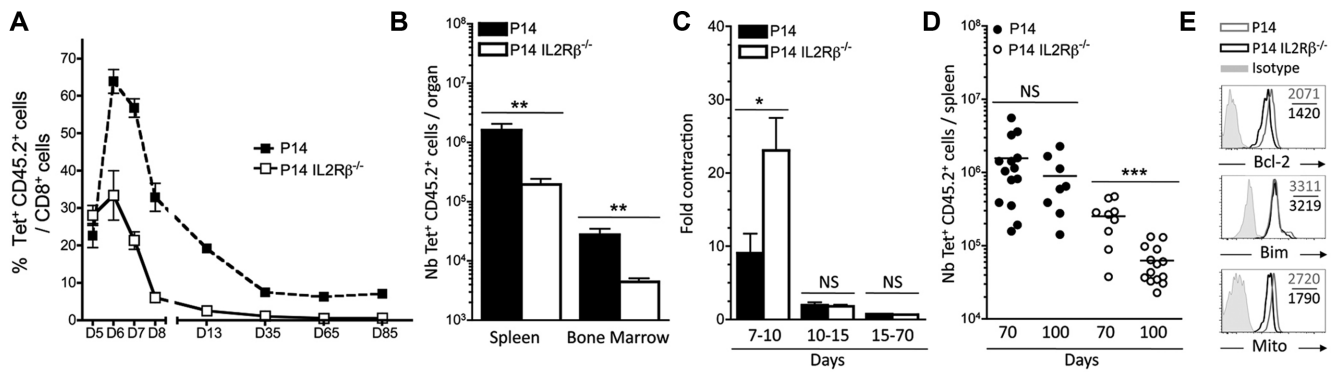 A
% Tet⁺ CD45.2⁺ cells
/ CD8⁺ cells
70
60
50
40
30
20
10
0
P14
P14 IL2Rβ⁻/⁻
D5 D6 D7 D8 D13 D35 D65 D85
B
Nb Tet⁺ CD45.2⁺ cells / organ
10⁸
10⁷
10⁶
10⁵
10⁴
10³
P14
P14 IL2Rβ⁻/⁻
**
**
Spleen Bone Marrow
C
Fold contraction
40
30
20
10
0
P14
P14 IL2Rβ⁻/⁻
*
NS NS
7-10 10-15 15-70
Days
D
Nb Tet⁺ CD45.2⁺ cells / spleen
10⁸
10⁷
10⁶
10⁵
10⁴
P14
P14 IL2Rβ⁻/⁻
NS
***
70 100 70 100
Days
E
P14
P14 IL2Rβ⁻/⁻
Isotype
2071
1420
Bcl-2
3311
3219
Bim
2720
1790
Mito